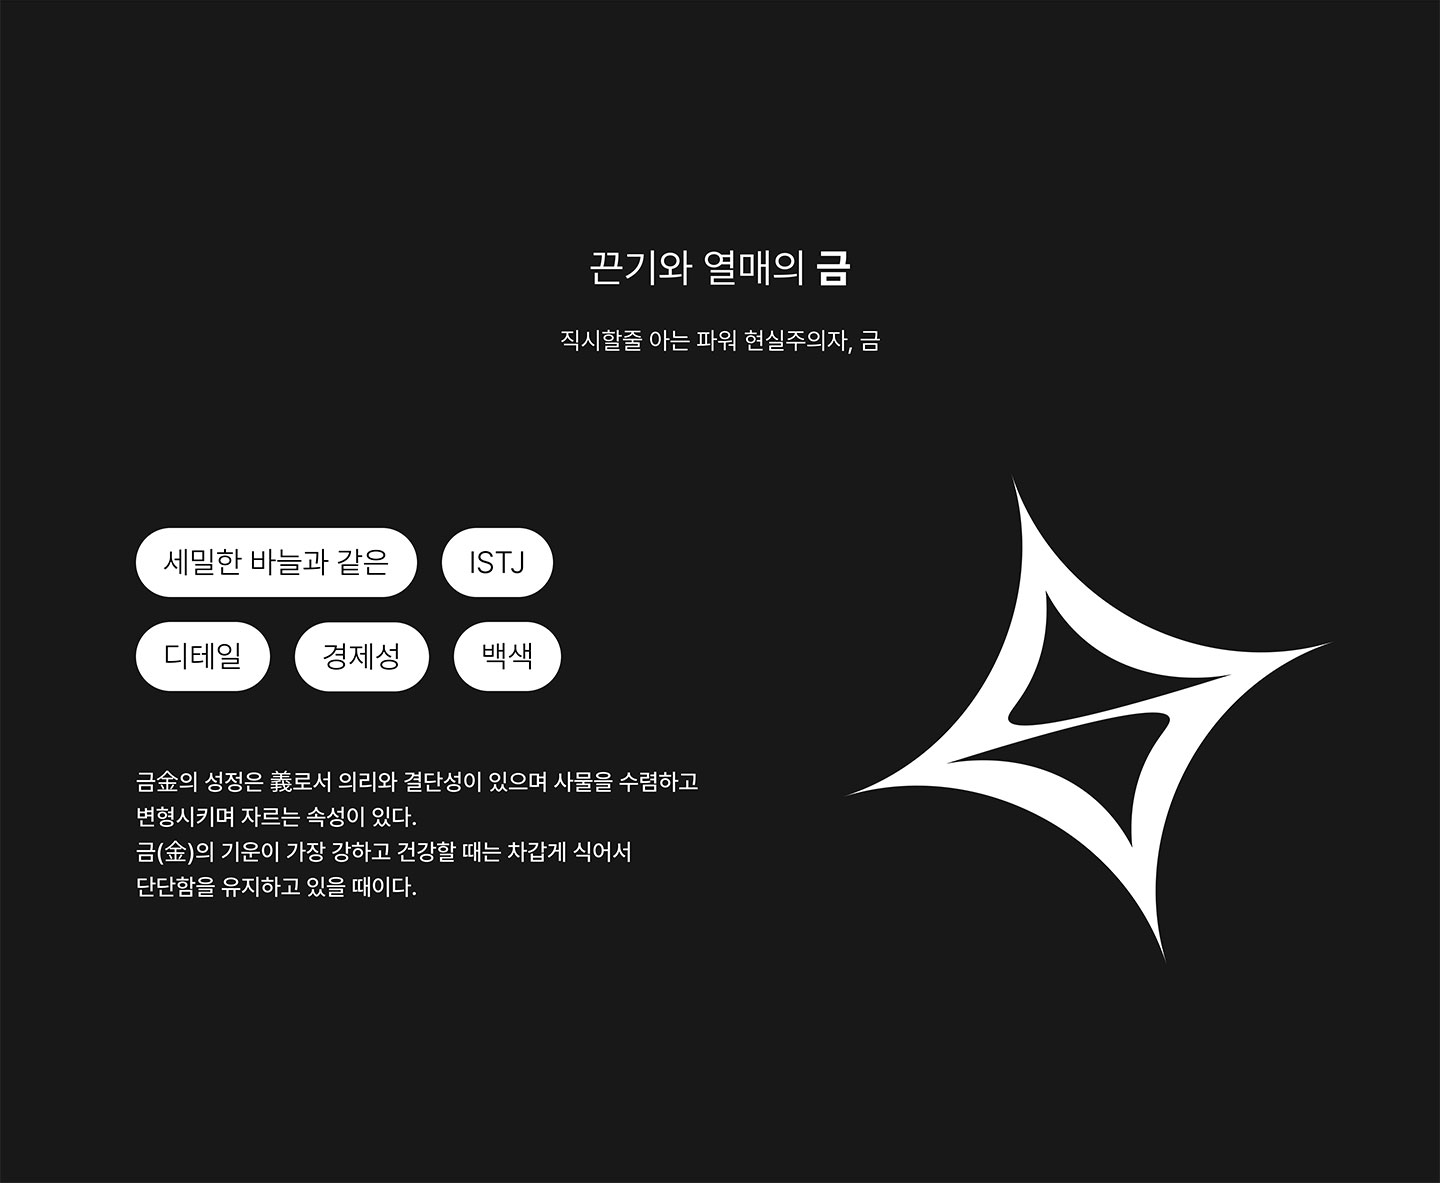 끈기와 열매의 금
직시할줄 아는 파워 현실주의자, 금
세밀한 바늘과 같은 ISTJ
디테일 경제성 백색
금金의 성정은 義로서 의리와 결단성이 있으며 사물을 수렴하고
변형시키며 자르는 속성이 있다.
금(金)의 기운이 가장 강하고 건강할 때는 차갑게 식어서
단단함을 유지하고 있을 때이다.